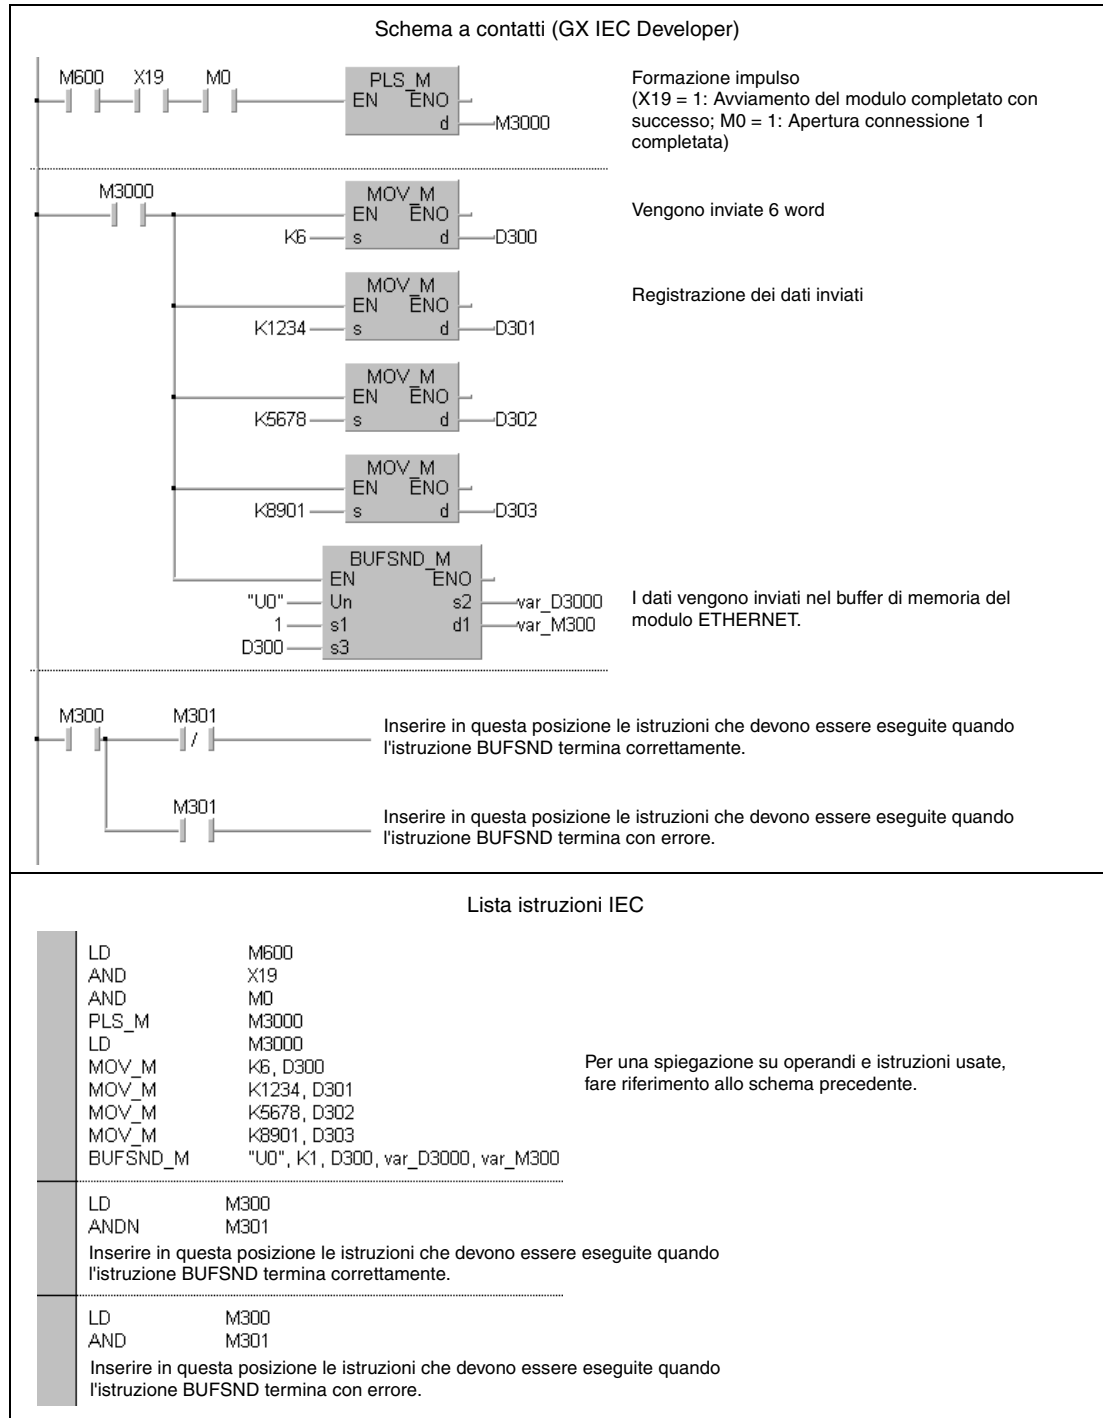 Schema a contatti (GX IEC Developer)
M600 X19 M0
PLS_M
EN ENO
d M3000
Formazione impulso
(X19 = 1: Avviamento del modulo completato con
successo; M0 = 1: Apertura connessione 1
completata)
M3000
MOV_M
EN ENO
K6 s d D300
Vengono inviate 6 word
MOV_M
EN ENO
K1234 s d D301
Registrazione dei dati inviati
MOV_M
EN ENO
K5678 s d D302
MOV_M
EN ENO
K8901 s d D303
BUFSND_M
EN ENO
"U0" Un s2 var_D3000
1 s1 d1 var_M300
D300 s3
I dati vengono inviati nel buffer di memoria del
modulo ETHERNET.
M300 M301
/
Inserire in questa posizione le istruzioni che devono essere eseguite quando
l'istruzione BUFSND termina correttamente.
M301
Inserire in questa posizione le istruzioni che devono essere eseguite quando
l'istruzione BUFSND termina con errore.
Lista istruzioni IEC
LD M600
AND X19
AND M0
PLS_M M3000
LD M3000
MOV_M K6, D300
MOV_M K1234, D301
MOV_M K5678, D302
MOV_M K8901, D303
BUFSND_M "U0", K1, D300, var_D3000, var_M300
Per una spiegazione su operandi e istruzioni usate,
fare riferimento allo schema precedente.
LD M300
ANDN M301
Inserire in questa posizione le istruzioni che devono essere eseguite quando
l'istruzione BUFSND termina correttamente.
LD M300
AND M301
Inserire in questa posizione le istruzioni che devono essere eseguite quando
l'istruzione BUFSND termina con errore.